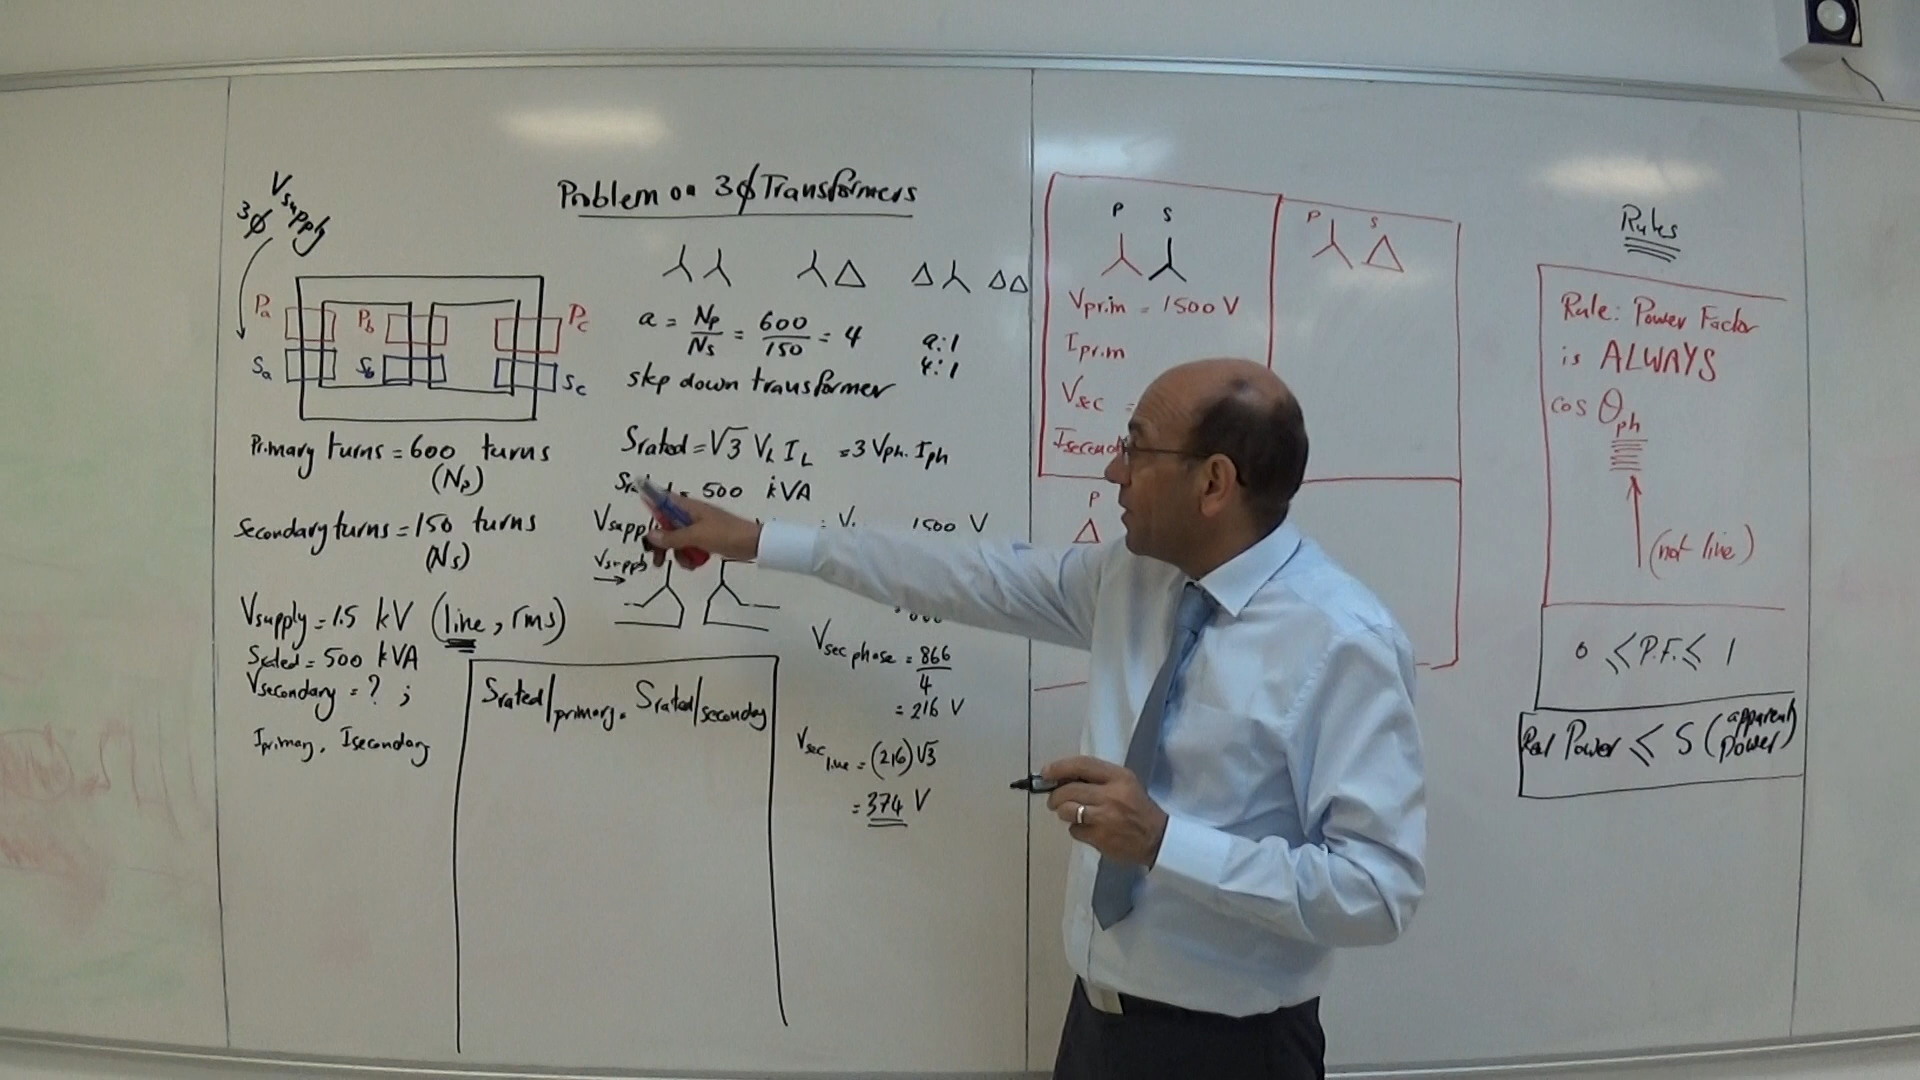 Problem on 3ϕ Transformers
Vsupply
3ϕ
Pa
Pb
Pc
Sa
Sb
Sc
Primary turns = 600 turns
(Np)
Secondary turns = 150 turns
(Ns)
Vsupply = 1.5 kV (line, rms)
Srated = 500 kVA
Vsecondary = ? ;
Iprimary, Isecondary
a = Np/Ns = 600/150 = 4
a:1
4:1
step down transformer
Srated = √3 VL IL = 3 Vph. Iph
= 500 kVA
Vsupply
1500 V
Vsupply
Vsec phase = 866/4
= 216 V
Vsec line = (216)√3
= 374 V
Srated/primary = Srated/secondary
P S
Vprim = 1500 V
Iprim
Vsec =
P S
P
Rules
Rule: Power Factor
is ALWAYS
cos θph
(not line)
0 ≤ P.F. ≤ 1
Real Power ≤ S (apparent power)